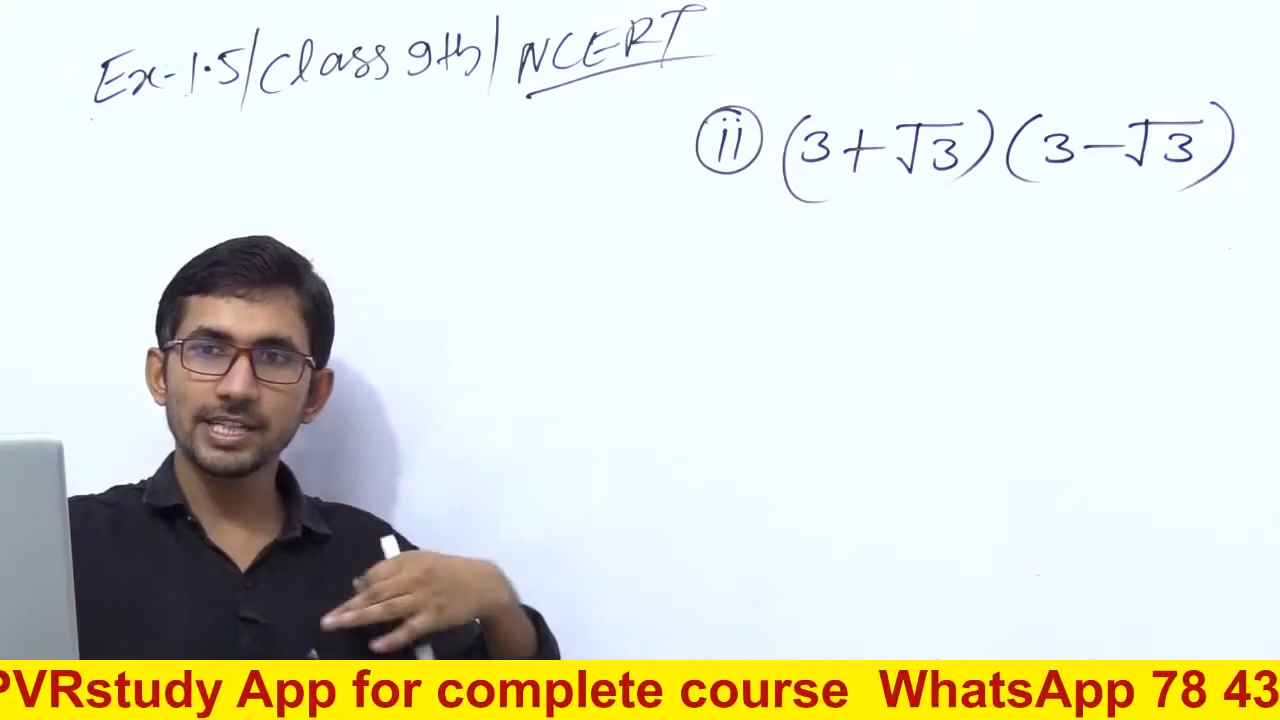 Ex-1.5/Class 9th/NCERT
(ii) (3+√3)(3-√3)
PVRstudy App for complete course WhatsApp 78 43